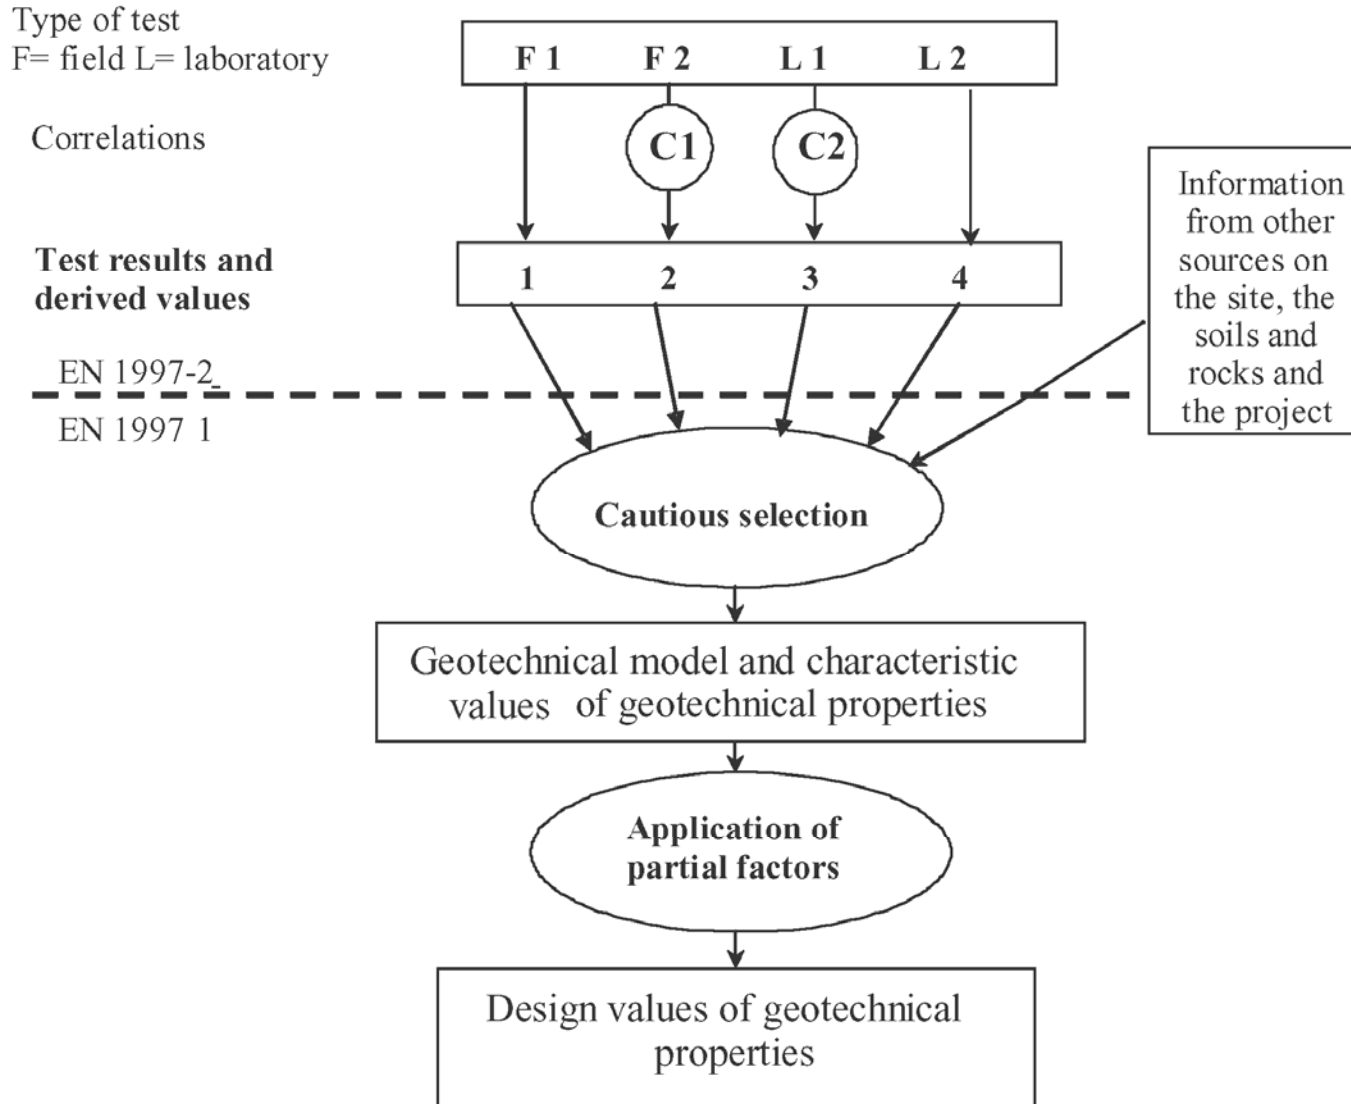 Type of test
F= field L= laboratory
F 1 F 2 L 1 L 2
Correlations
C1 C2
Information
from other
sources on
the site, the
soils and
rocks and
the project
Test results and
derived values
1 2 3 4
EN 1997-2
EN 1997 1
Cautious selection
Geotechnical model and characteristic
values of geotechnical properties
Application of
partial factors
Design values of geotechnical
properties